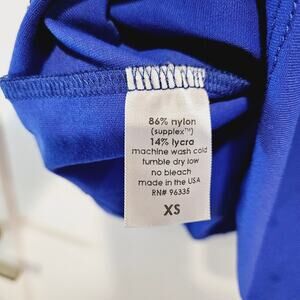 86% nylon
(supplex™)
14% lycra
machine wash cold
tumble dry low
no bleach
made in the USA
RN# 96335
XS